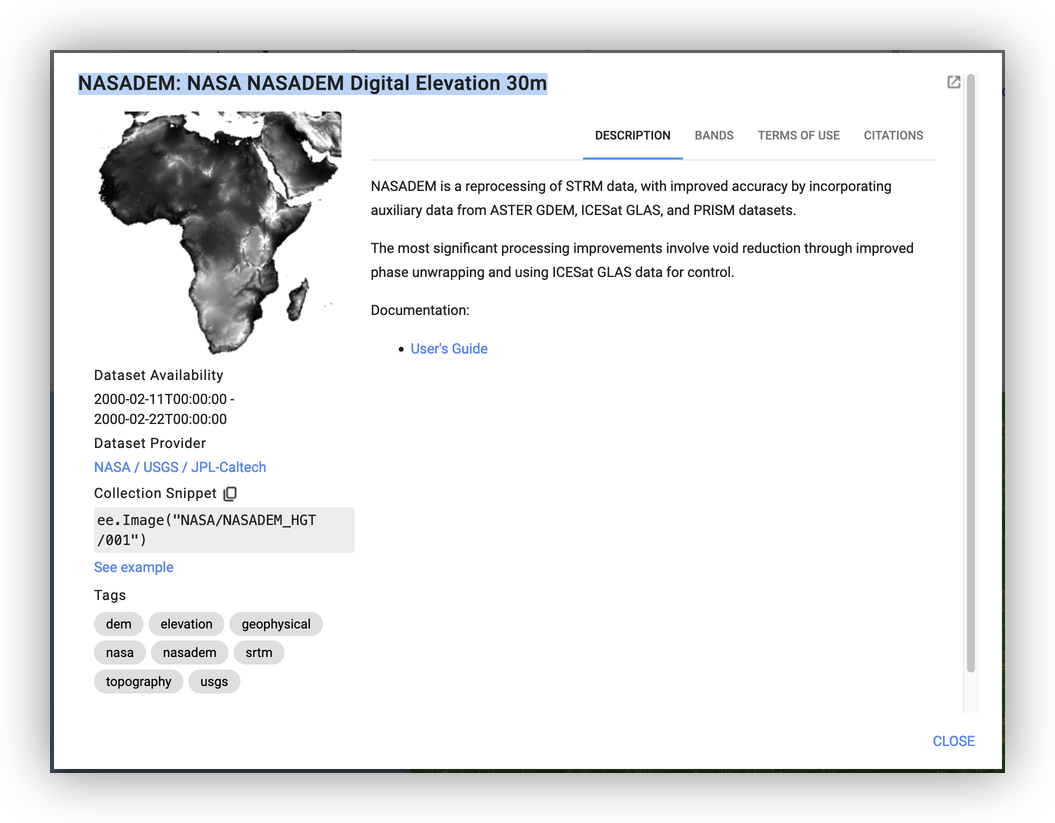 NASADEM: NASA NASADEM Digital Elevation 30m
DESCRIPTION
BANDS
TERMS OF USE
CITATIONS
NASADEM is a reprocessing of STRM data, with improved accuracy by incorporating
auxiliary data from ASTER GDEM, ICESat GLAS, and PRISM datasets.
The most significant processing improvements involve void reduction through improved
phase unwrapping and using ICESat GLAS data for control.
Documentation:
• User's Guide
Dataset Availability
2000-02-11T00:00:00 -
2000-02-22T00:00:00
Dataset Provider
NASA / USGS / JPL-Caltech
Collection Snippet
ee.Image("NASA/NASADEM_HGT
/001")
See example
Tags
dem
elevation
geophysical
nasa
nasadem
srtm
topography
usgs
CLOSE